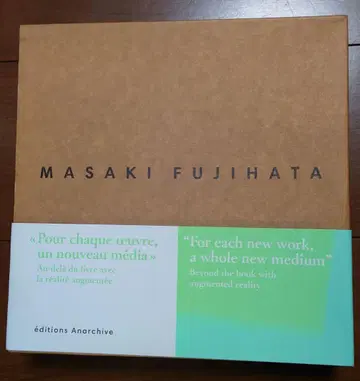 MASAKI FUJIHATA
«Pour chaque œuvre,
un nouveau média»
Au-delà du livre avec
la réalité augmentée
"For each new work,
a whole new medium"
Beyond the book with
augmented reality
éditions Anarchive